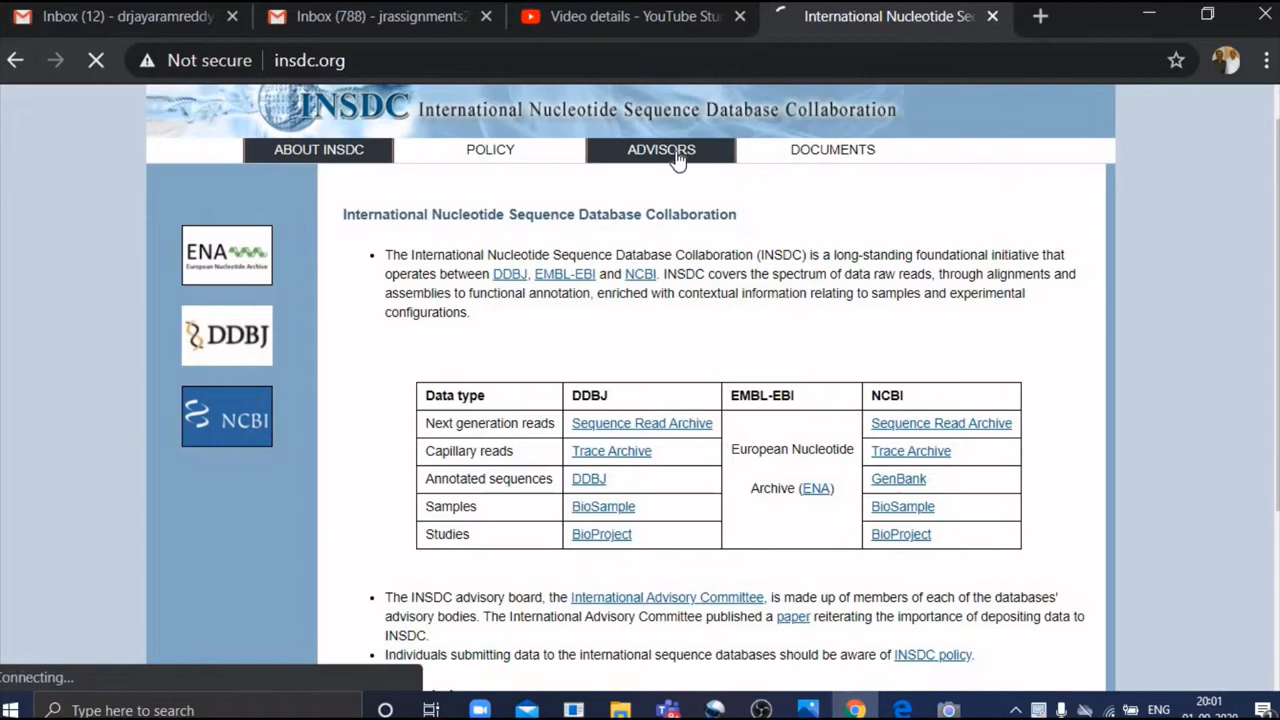 Inbox (12) - drjayaramreddy
Inbox (788) - jrassignments
Video details - YouTube Stu
International Nucleotide Se
Not secure insdc.org
INSDC International Nucleotide Sequence Database Collaboration
ABOUT INSDC POLICY ADVISORS DOCUMENTS
ENA
European Nucleotide Archive
DDBJ
NCBI
International Nucleotide Sequence Database Collaboration
The International Nucleotide Sequence Database Collaboration (INSDC) is a long-standing foundational initiative that
operates between DDBJ, EMBL-EBI and NCBI. INSDC covers the spectrum of data raw reads, through alignments and
assemblies to functional annotation, enriched with contextual information relating to samples and experimental
configurations.
Data type DDBJ EMBL-EBI NCBI
Next generation reads Sequence Read Archive Sequence Read Archive
European Nucleotide
Capillary reads Trace Archive Trace Archive
Annotated sequences DDBJ GenBank
Archive (ENA)
Samples BioSample BioSample
Studies BioProject BioProject
The INSDC advisory board, the International Advisory Committee, is made up of members of each of the databases'
advisory bodies. The International Advisory Committee published a paper reiterating the importance of depositing data to
INSDC.
Individuals submitting data to the international sequence databases should be aware of INSDC policy.
Connecting...
Type here to search
ENG
20:01
01-09-2020